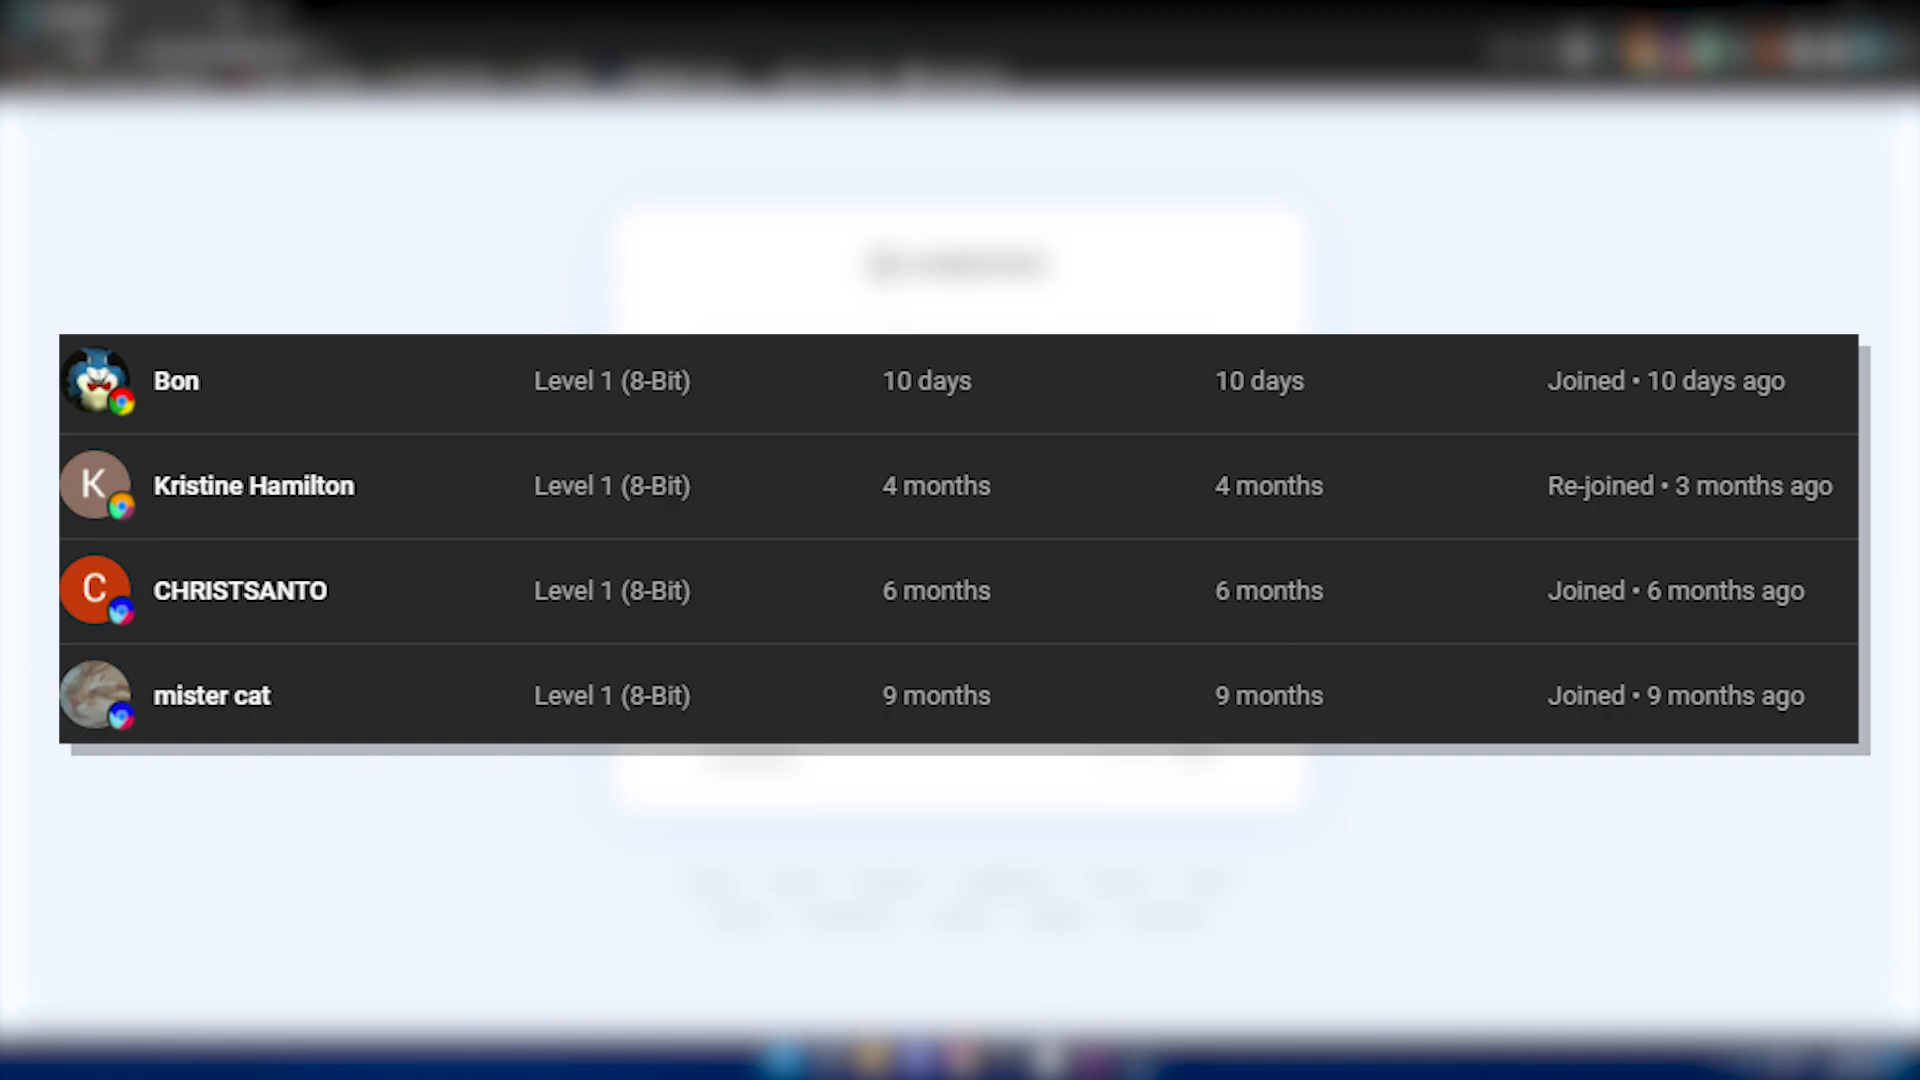 Bon Level 1 (8-Bit) 10 days 10 days Joined • 10 days ago
K Kristine Hamilton Level 1 (8-Bit) 4 months 4 months Re-joined • 3 months ago
C CHRISTSANTO Level 1 (8-Bit) 6 months 6 months Joined • 6 months ago
mister cat Level 1 (8-Bit) 9 months 9 months Joined • 9 months ago